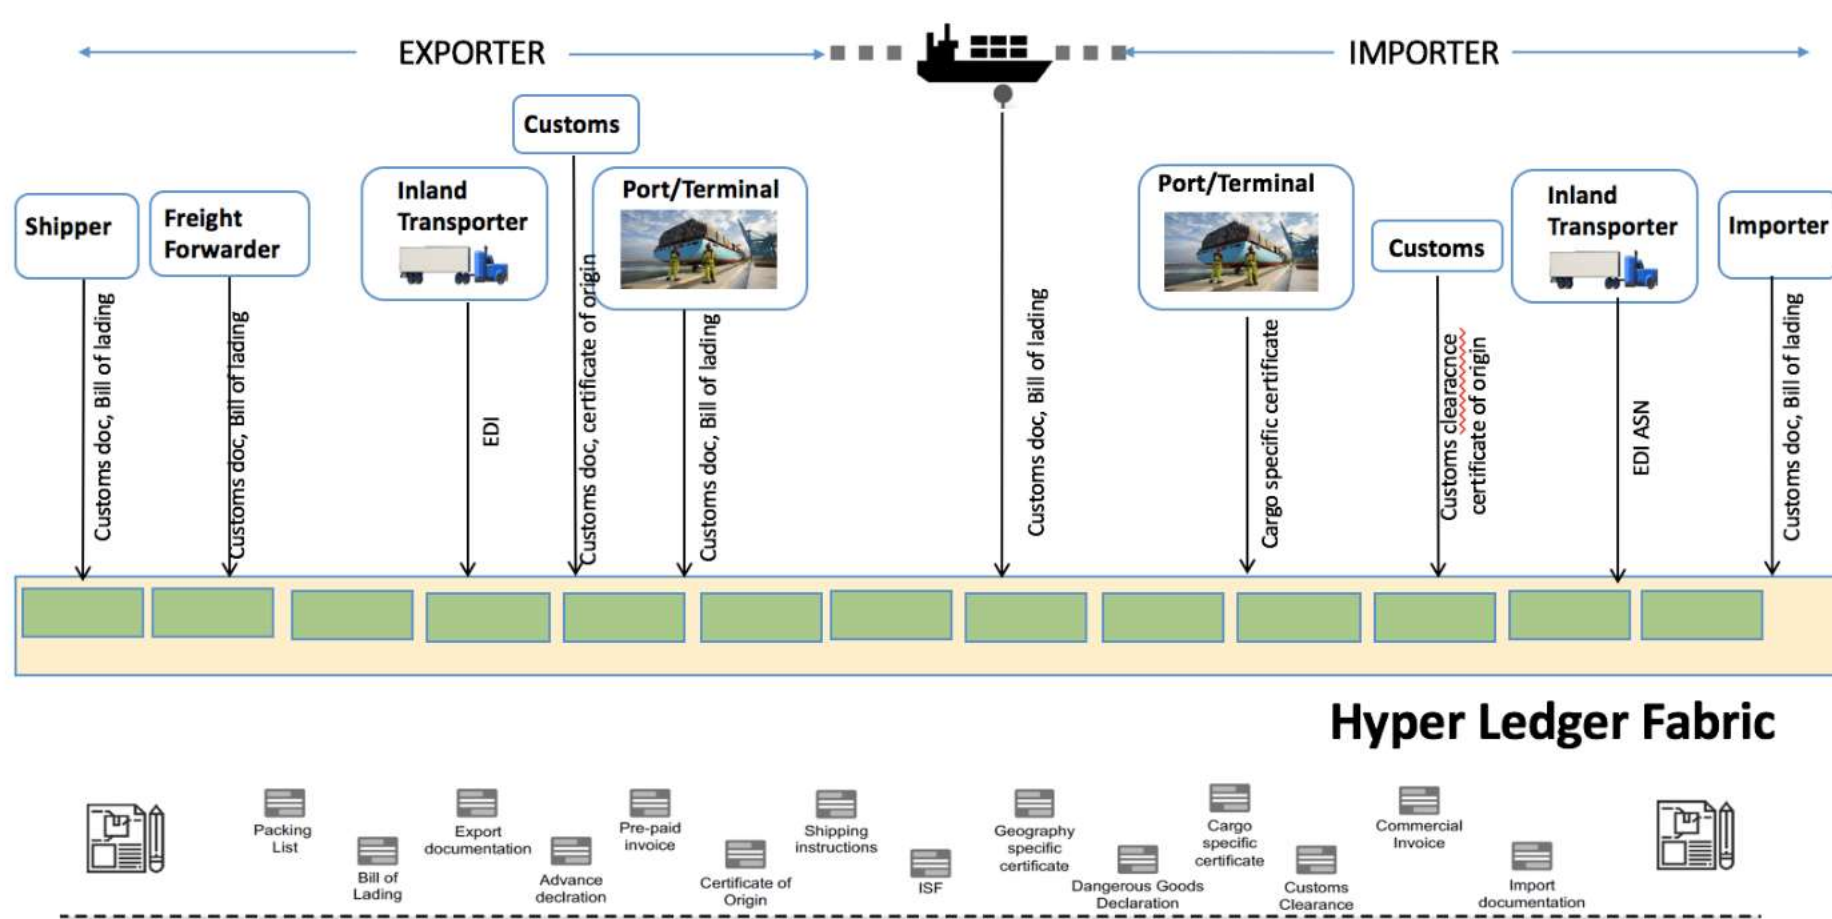 EXPORTER
IMPORTER
Customs
Shipper
Freight
Forwarder
Inland
Transporter
Port/Terminal
Port/Terminal
Customs
Inland
Transporter
Importer
Customs doc, Bill of lading
Customs doc, Bill of lading
EDI
Customs doc, certificate of origin
Customs doc, Bill of lading
Customs doc, Bill of lading
Cargo specific certificate
Customs clearacnce
certificate of origin
EDI ASN
Customs doc, Bill of lading
Hyper Ledger Fabric
Packing
List
Bill of
Lading
Export
documentation
Advance
declration
Pre-paid
invoice
Certificate of
Origin
Shipping
instructions
ISF
Geography
specific
certificate
Dangerous Goods
Declaration
Cargo
specific
certificate
Customs
Clearance
Commercial
Invoice
Import
documentation